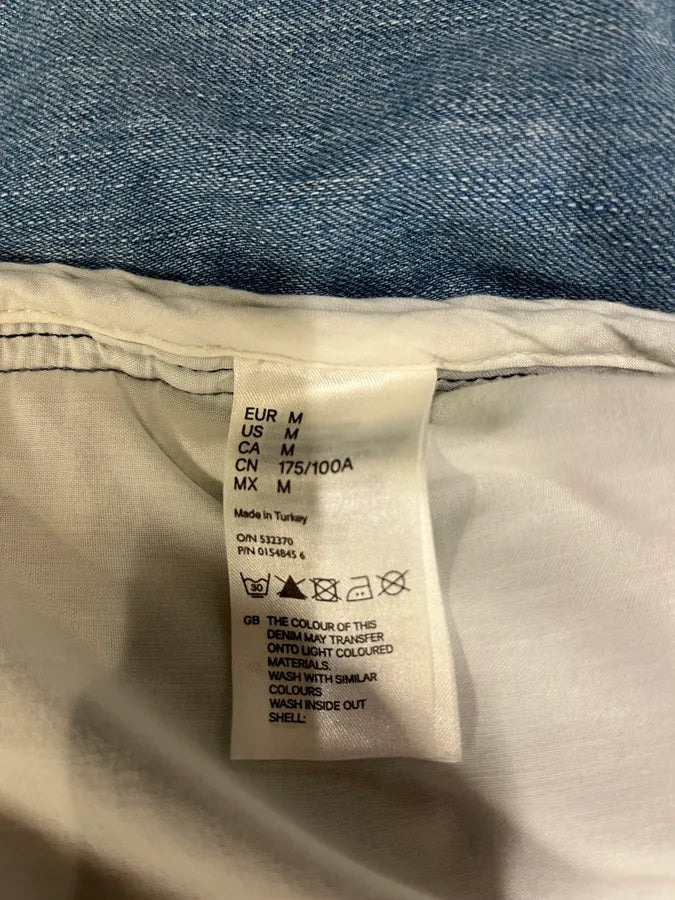 EUR M
US M
CA M
CN 175/100A
MX M
Made in Turkey
O/N 532370
P/N 0154845 6
30
GB THE COLOUR OF THIS
DENIM MAY TRANSFER
ONTO LIGHT COLOURED
MATERIALS.
WASH WITH SIMILAR
COLOURS
WASH INSIDE OUT
SHELL: